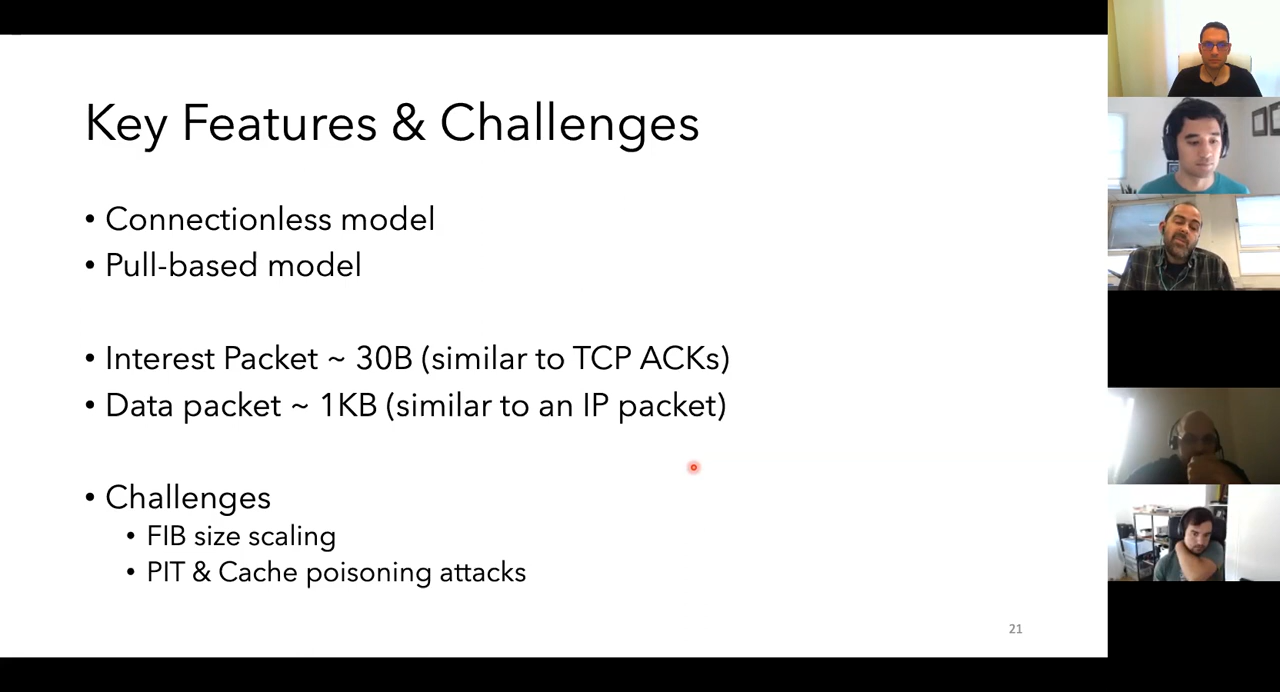 Key Features & Challenges
• Connectionless model
• Pull-based model
• Interest Packet ~ 30B (similar to TCP ACKs)
• Data packet ~ 1KB (similar to an IP packet)
• Challenges
• FIB size scaling
• PIT & Cache poisoning attacks
21